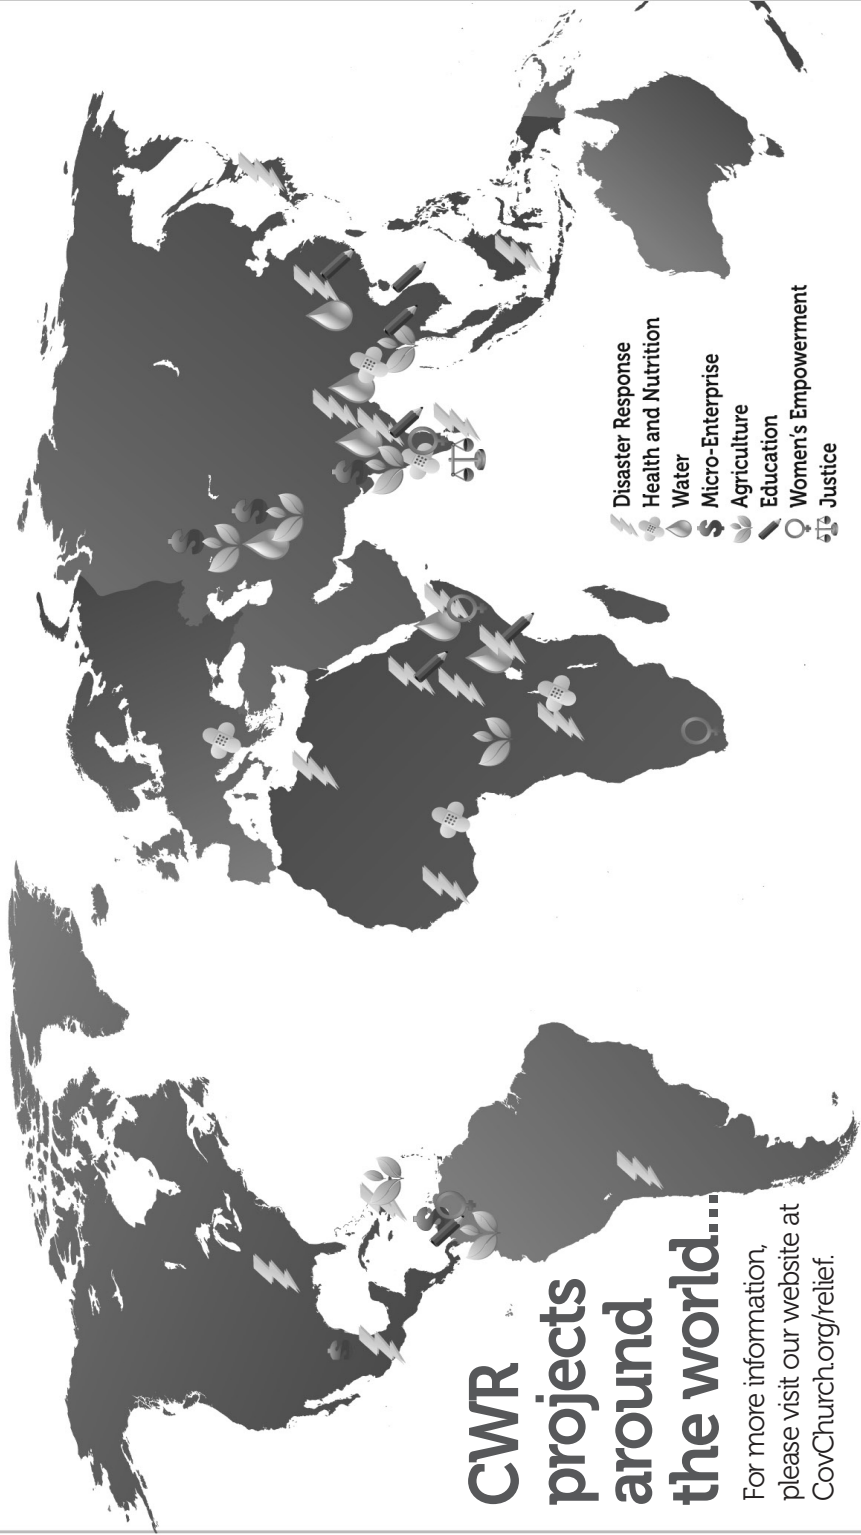 CWR
projects
around
the world...
For more information,
please visit our website at
CovChurch.org/relief.
Disaster Response
Health and Nutrition
Water
Micro-Enterprise
Agriculture
Education
Women's Empowerment
Justice